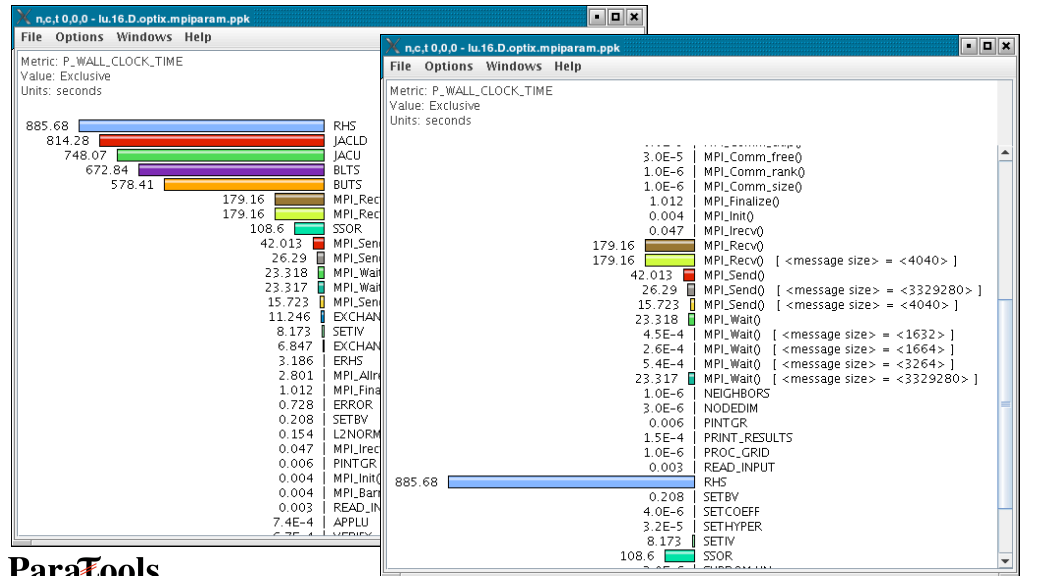 n,c,t 0,0,0 - lu.16.D.optix.mpiparam.ppk
File Options Windows Help
Metric: P_WALL_CLOCK_TIME
Value: Exclusive
Units: seconds
885.68 RHS
814.28 JACLD
748.07 JACU
672.84 BLTS
578.41 BUTS
179.16 MPI_Rec
179.16 MPI_Rec
108.6 SSOR
42.013 MPI_Sen
26.29 MPI_Sen
23.318 MPI_Wai
23.317 MPI_Wai
15.723 MPI_Sen
11.246 EXCHAN
8.173 SETIV
6.847 EXCHAN
3.186 ERHS
2.801 MPI_Allre
1.012 MPI_Fina
0.728 ERROR
0.208 SETBV
0.154 L2NORM
0.047 MPI_Irec
0.006 PINTGR
0.004 MPI_Init(
0.004 MPI_Barr
0.003 READ_IN
7.4E-4 APPLU
n,c,t 0,0,0 - lu.16.D.optix.mpiparam.ppk
File Options Windows Help
Metric: P_WALL_CLOCK_TIME
Value: Exclusive
Units: seconds
3.0E-5 MPI_Comm_free()
1.0E-6 MPI_Comm_rank()
1.0E-6 MPI_Comm_size()
1.012 MPI_Finalize()
0.004 MPI_Init()
0.047 MPI_Irecv()
179.16 MPI_Recv()
179.16 MPI_Recv() [ <message size> = <4040> ]
42.013 MPI_Send()
26.29 MPI_Send() [ <message size> = <3329280> ]
15.723 MPI_Send() [ <message size> = <4040> ]
23.318 MPI_Wait()
4.5E-4 MPI_Wait() [ <message size> = <1632> ]
2.6E-4 MPI_Wait() [ <message size> = <1664> ]
5.4E-4 MPI_Wait() [ <message size> = <3264> ]
23.317 MPI_Wait() [ <message size> = <3329280> ]
1.0E-6 NEIGHBORS
3.0E-6 NODEDIM
0.006 PINTGR
1.5E-4 PRINT_RESULTS
1.0E-6 PROC_GRID
0.003 READ_INPUT
885.68 RHS
0.208 SETBV
4.0E-6 SETCOEFF
3.2E-5 SETHYPER
8.173 SETIV
108.6 SSOR
ParaTools